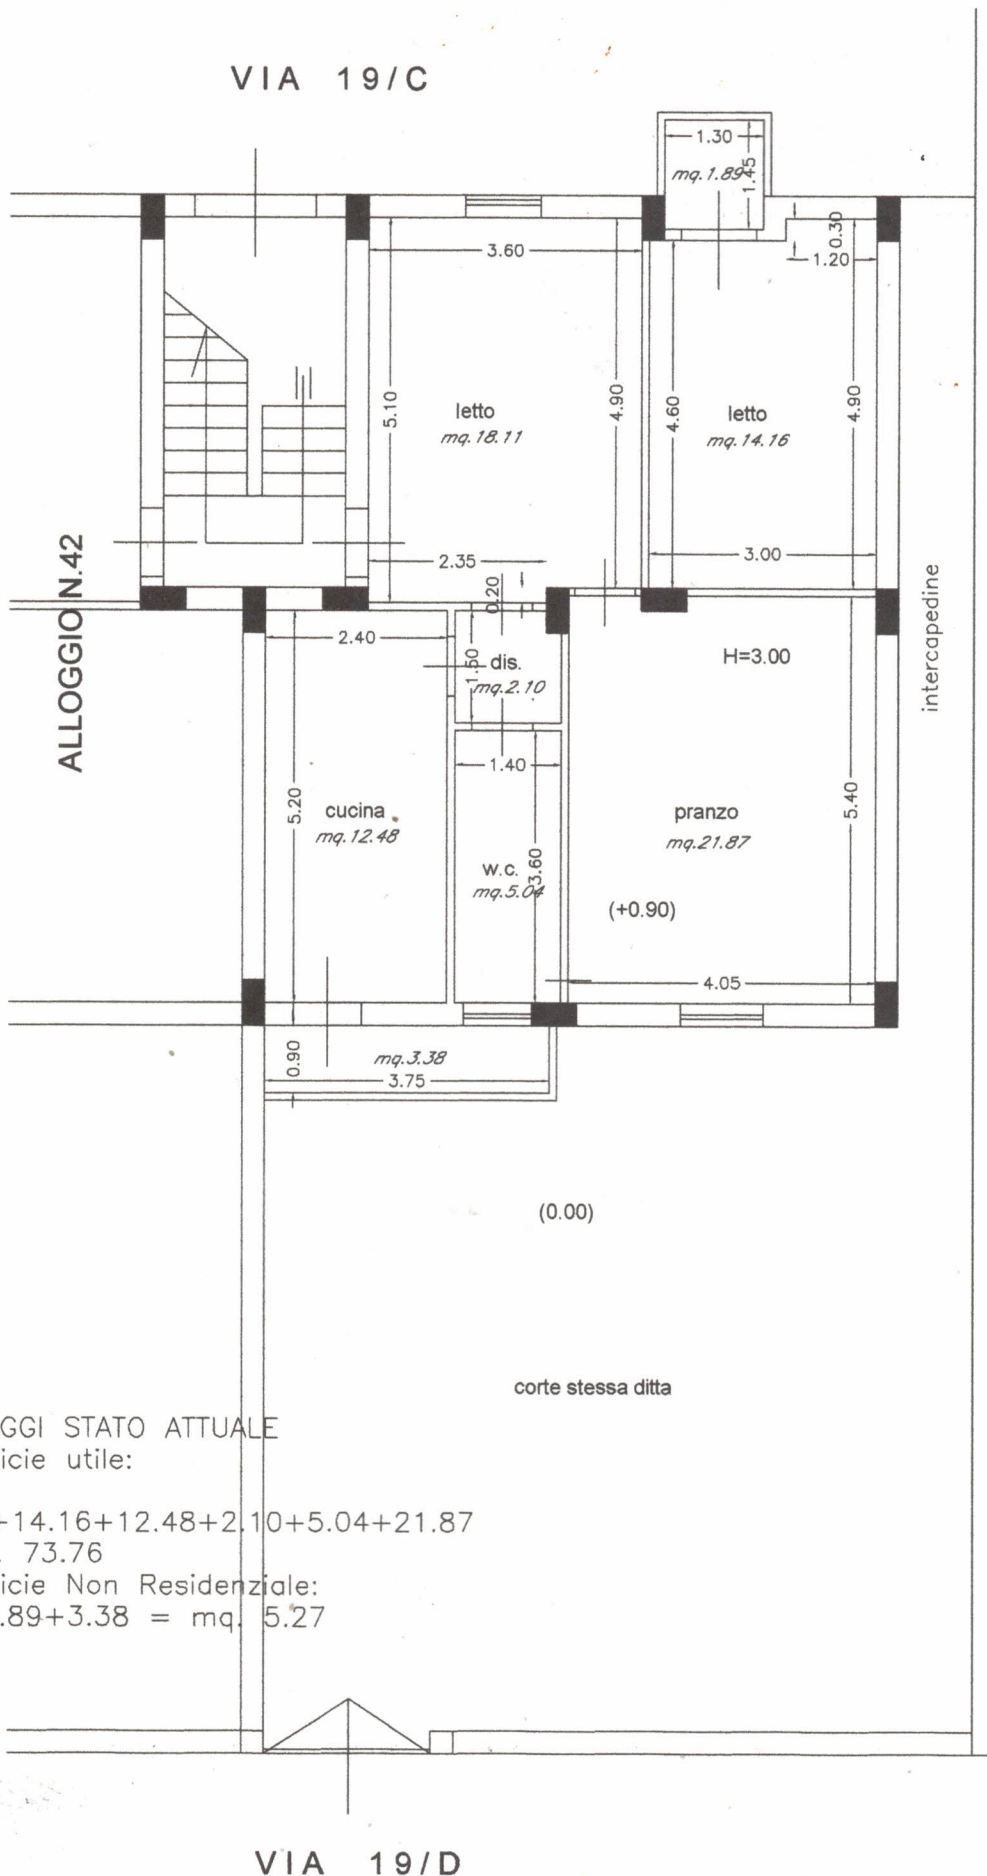 VIA 19/C
1.30
mq.1.89
1.45
3.60
0.30
1.20
5.10
letto
mq.18.11
4.90
4.60
letto
mq.14.16
4.90
2.35
3.00
0.20
ALLOGGIO N.42
intercapedine
2.40
1.50
dis.
mq.2.10
H=3.00
1.40
5.20
cucina
mq.12.48
pranzo
mq.21.87
5.40
w.c.
mq.5.04
3.60
(+0.90)
4.05
0.90
mq.3.38
3.75
(0.00)
corte stessa ditta
GGI STATO ATTUALE
icie utile:
+14.16+12.48+2.10+5.04+21.87
. 73.76
icie Non Residenziale:
.89+3.38 = mq. 5.27
VIA 19/D